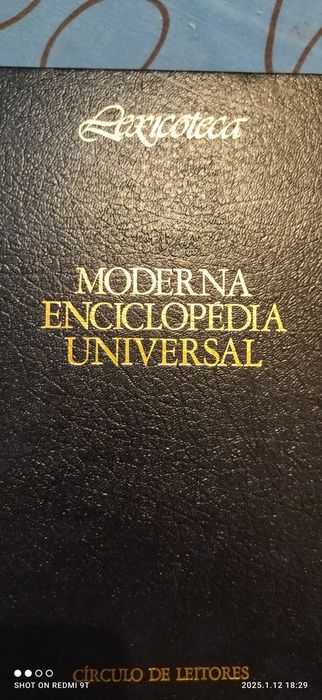 Lexicoteca
MODERNA
ENCICLOPÉDIA
UNIVERSAL
CÍRCULO DE LEITORES
SHOT ON REDMI 9T
2025.1.12 18:29